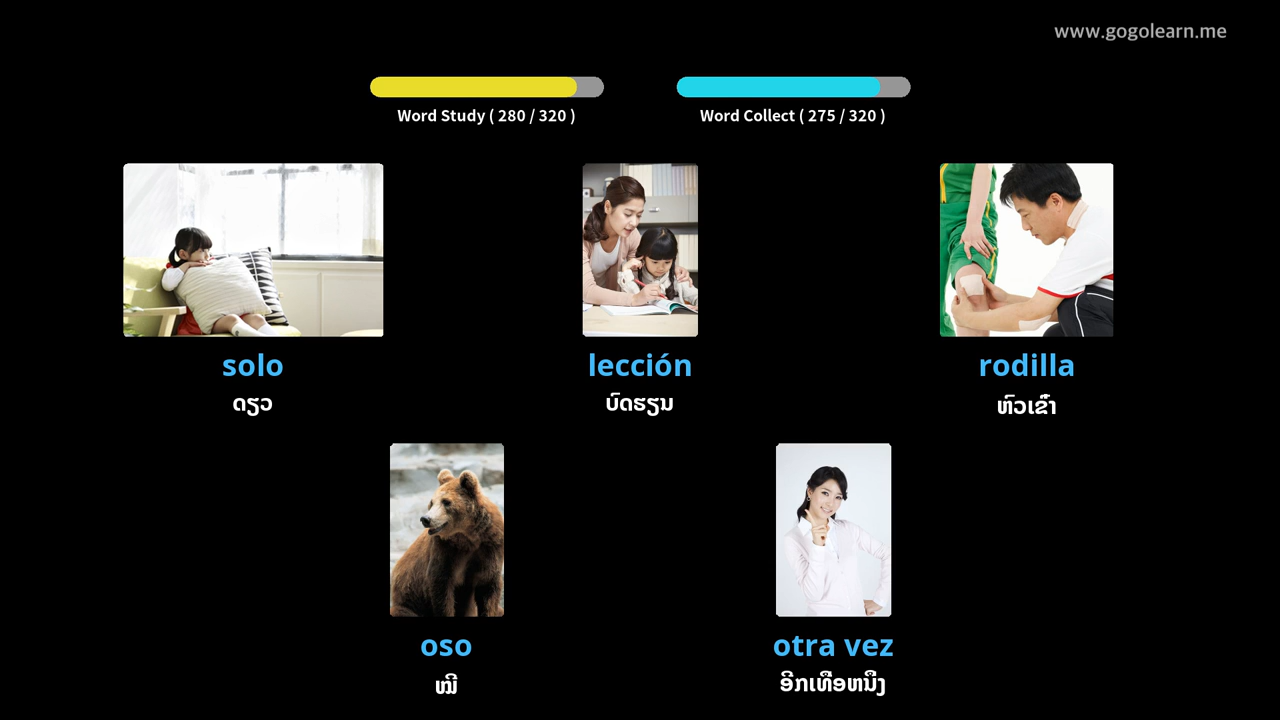 www.gogolearn.me
Word Study ( 280 / 320 )
Word Collect ( 275 / 320 )
solo
ດຽວ
lección
ບົດຮຽນ
rodilla
ຫົວເຂົ່າ
oso
ໝີ
otra vez
ອີກເທື່ອຫນຶ່ງ